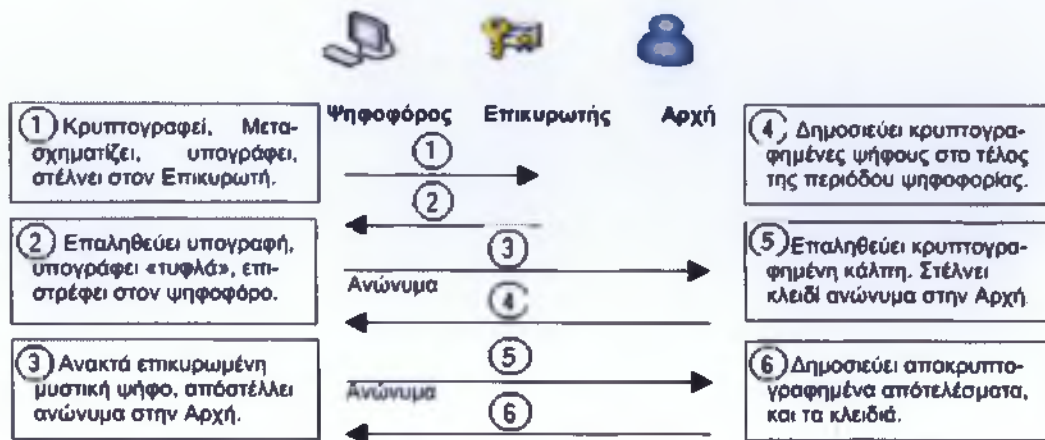 Ψηφοφόρος Επικυρωτής Αρχή
① Κρυπτογραφεί, Μετα-
σχηματίζει, υπογράφει,
στέλνει στον Επικυρωτή.
② Επαληθεύει υπογραφή,
υπογράφει «τυφλά», επι-
στρέφει στον ψηφοφόρο.
③ Ανακτά επικυρωμένη
μυστική ψήφο, απόστέλλει
ανώνυμα στην Αρχή.
①
②
③
Ανώνυμα
④
⑤
Ανώνυμα
⑥
④ Δημοσιεύει κρυπτογρα-
φημένες ψήφους στο τέλος
της περιόδου ψηφοφορίας.
⑤ Επαληθεύει κρυπτογρα-
φημένη κάλπη. Στέλνει
κλειδί ανώνυμα στην Αρχή
⑥ Δημοσιεύει αποκρυπτο-
γραφημένα απότελέσματα,
και τα κλειδιά.